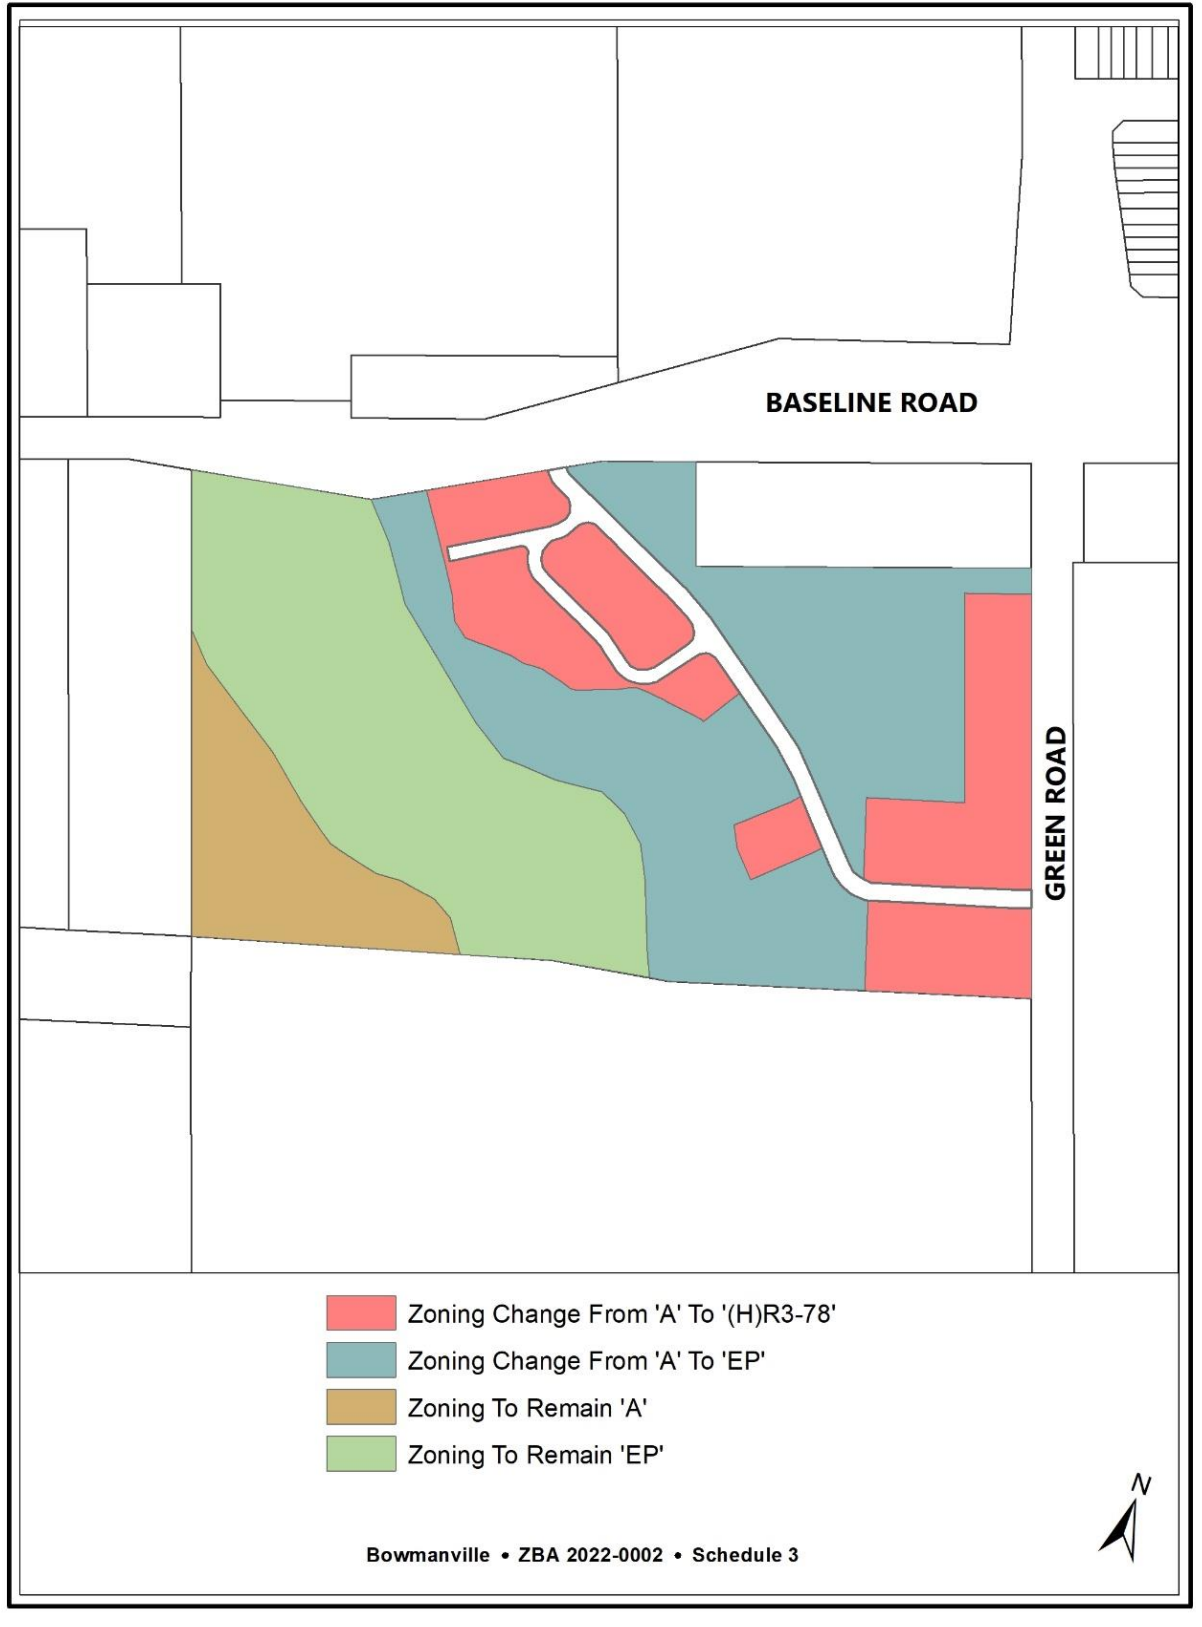 BASELINE ROAD
GREEN ROAD
Zoning Change From 'A' To '(H)R3-78'
Zoning Change From 'A' To 'EP'
Zoning To Remain 'A'
Zoning To Remain 'EP'
N
Bowmanville • ZBA 2022-0002 • Schedule 3